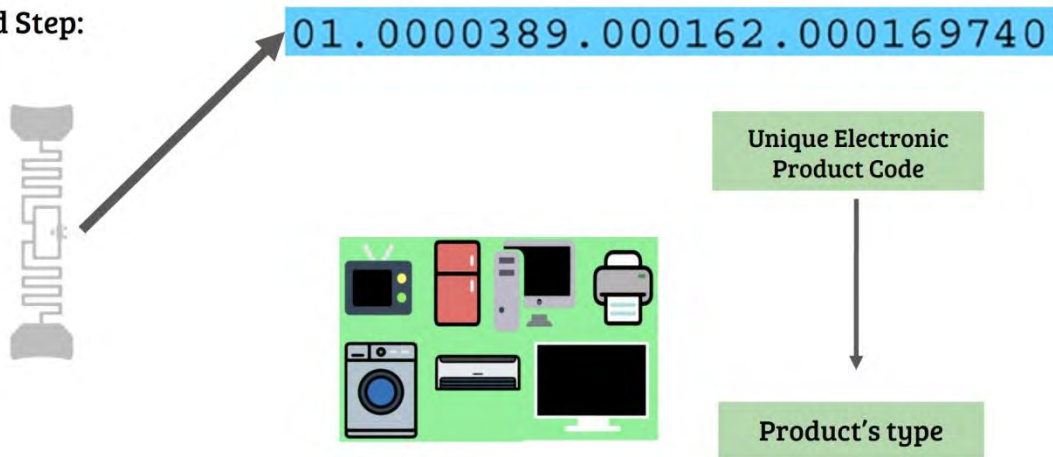 Step:
01.0000389.000162.000169740
Unique Electronic
Product Code
Product's type